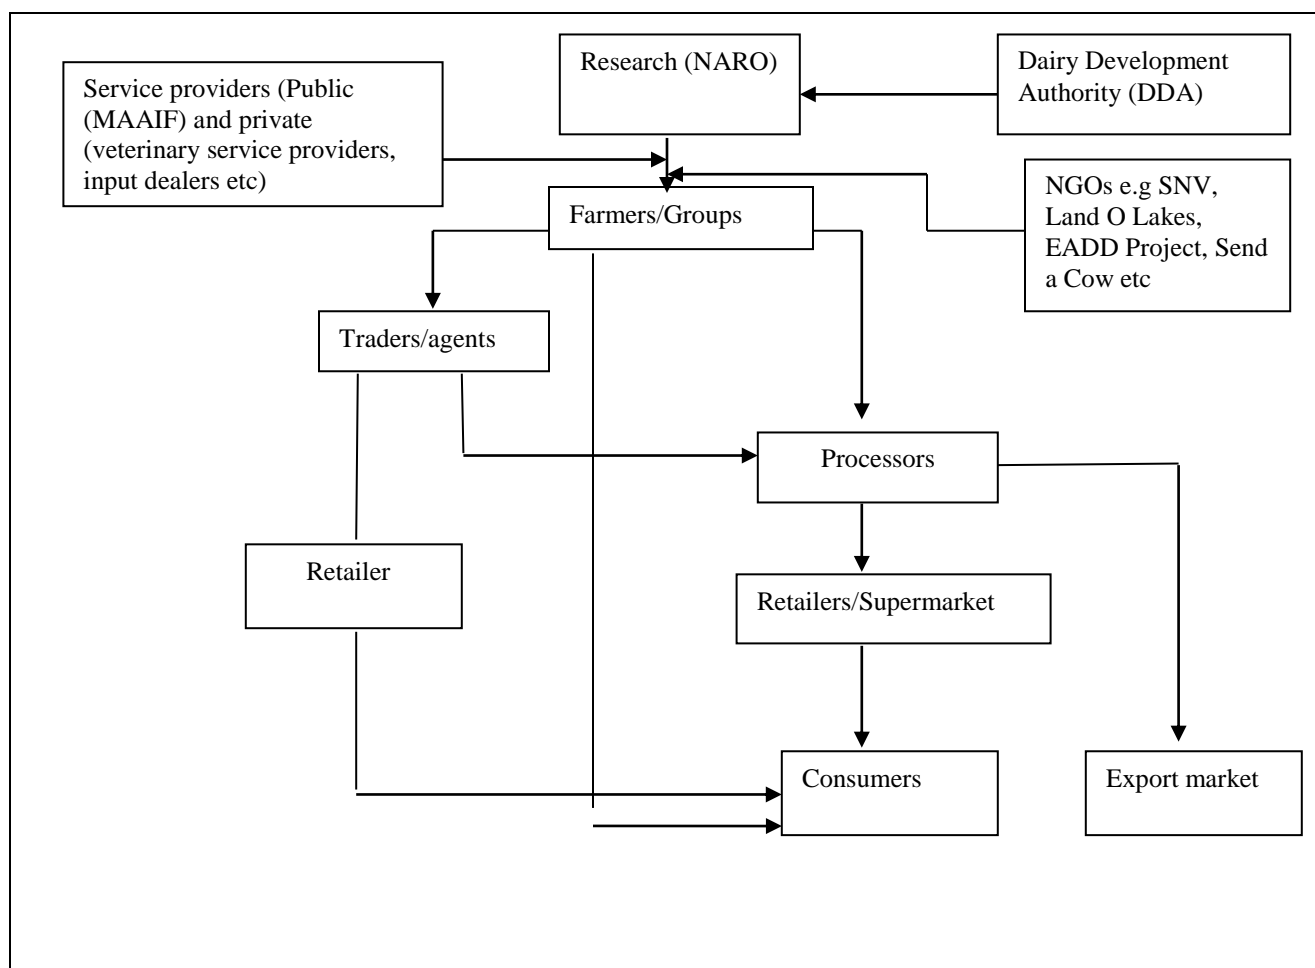 Research (NARO)
Dairy Development
Authority (DDA)
Service providers (Public
(MAAIF) and private
(veterinary service providers,
input dealers etc)
NGOs e.g SNV,
Land O Lakes,
EADD Project, Send
a Cow etc
Farmers/Groups
Traders/agents
Processors
Retailer
Retailers/Supermarket
Consumers
Export market